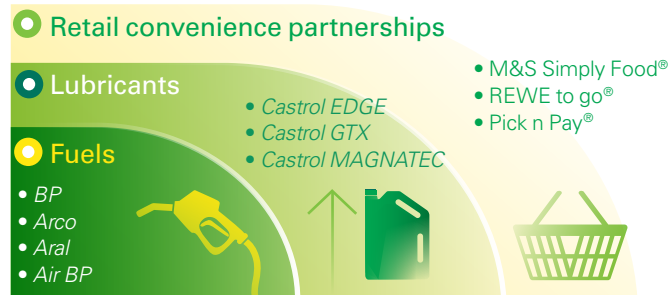 Retail convenience partnerships
• M&S Simply Food®
• REWE to go®
• Pick n Pay®
Lubricants
• Castrol EDGE
• Castrol GTX
• Castrol MAGNATEC
Fuels
• BP
• Arco
• Aral
• Air BP